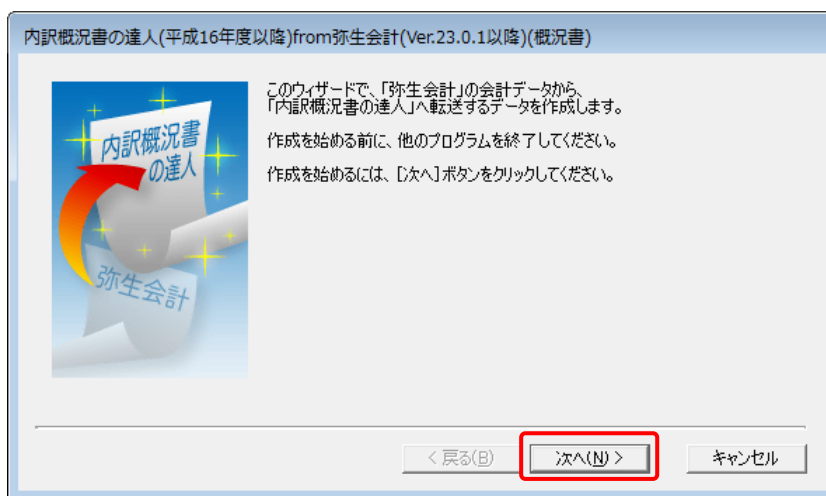 内訳概況書の達人(平成16年度以降)from弥生会計(Ver.23.0.1以降)(概況書)
このウィザードで、「弥生会計」の会計データから、
「内訳概況書の達人」へ転送するデータを作成します。
作成を始める前に、他のプログラムを終了してください。
作成を始めるには、[次へ]ボタンをクリックしてください。
内訳概況書
の達人
弥生会計
< 戻る(B)
次へ(N) >
キャンセル